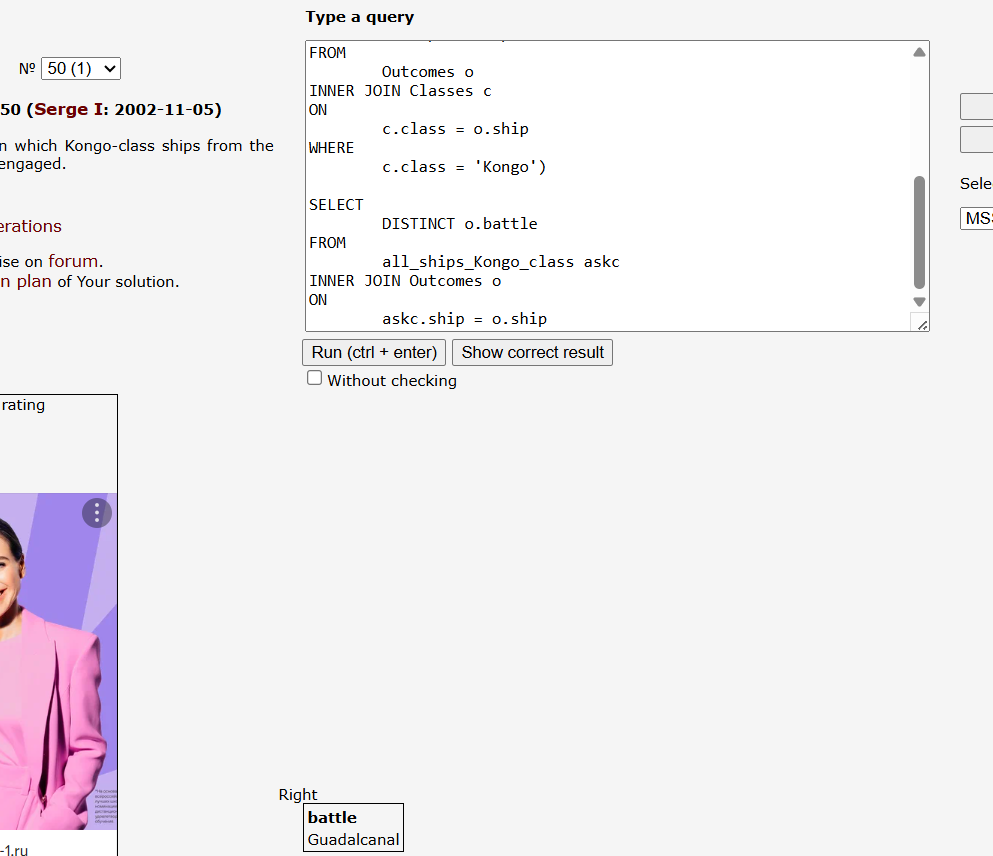 Type a query
Nº 50 (1)
50 (Serge I: 2002-11-05)
n which Kongo-class ships from the
engaged.
erations
ise on forum.
n plan of Your solution.
FROM
Outcomes o
INNER JOIN Classes c
ON
c.class = o.ship
WHERE
c.class = 'Kongo')
SELECT
DISTINCT o.battle
FROM
all_ships_Kongo_class askc
INNER JOIN Outcomes o
ON
askc.ship = o.ship
Run (ctrl + enter)
Show correct result
Without checking
Sele
MS
rating
-1.ru
Right
battle
Guadalcanal